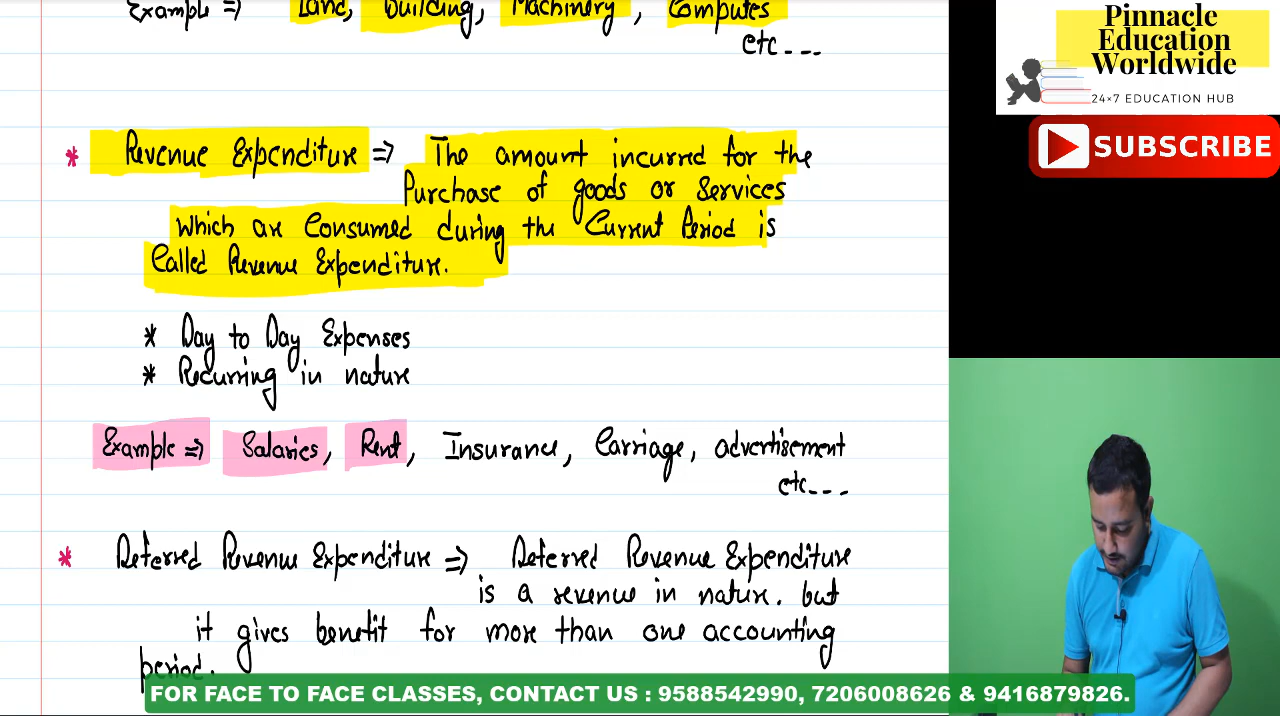 Example ⇒ Land, Building, Machinery, Computes
etc...
* Revenue Expenditure ⇒ The amount incurred for the
Purchase of goods or Services
Which are Consumed during the Current Period is
Called Revenue Expenditure.
* Day to Day Expenses
* Recurring in nature
Example ⇒ Salaries, Rent, Insurance, Carriage, advertisement
etc...
* Deferred Revenue Expenditure ⇒ Deferred Revenue Expenditure
is a revenue in nature. but
it gives benefit for more than one accounting
period.
Pinnacle
Education
Worldwide
24×7 EDUCATION HUB
SUBSCRIBE
FOR FACE TO FACE CLASSES, CONTACT US : 9588542990, 7206008626 & 9416879826.